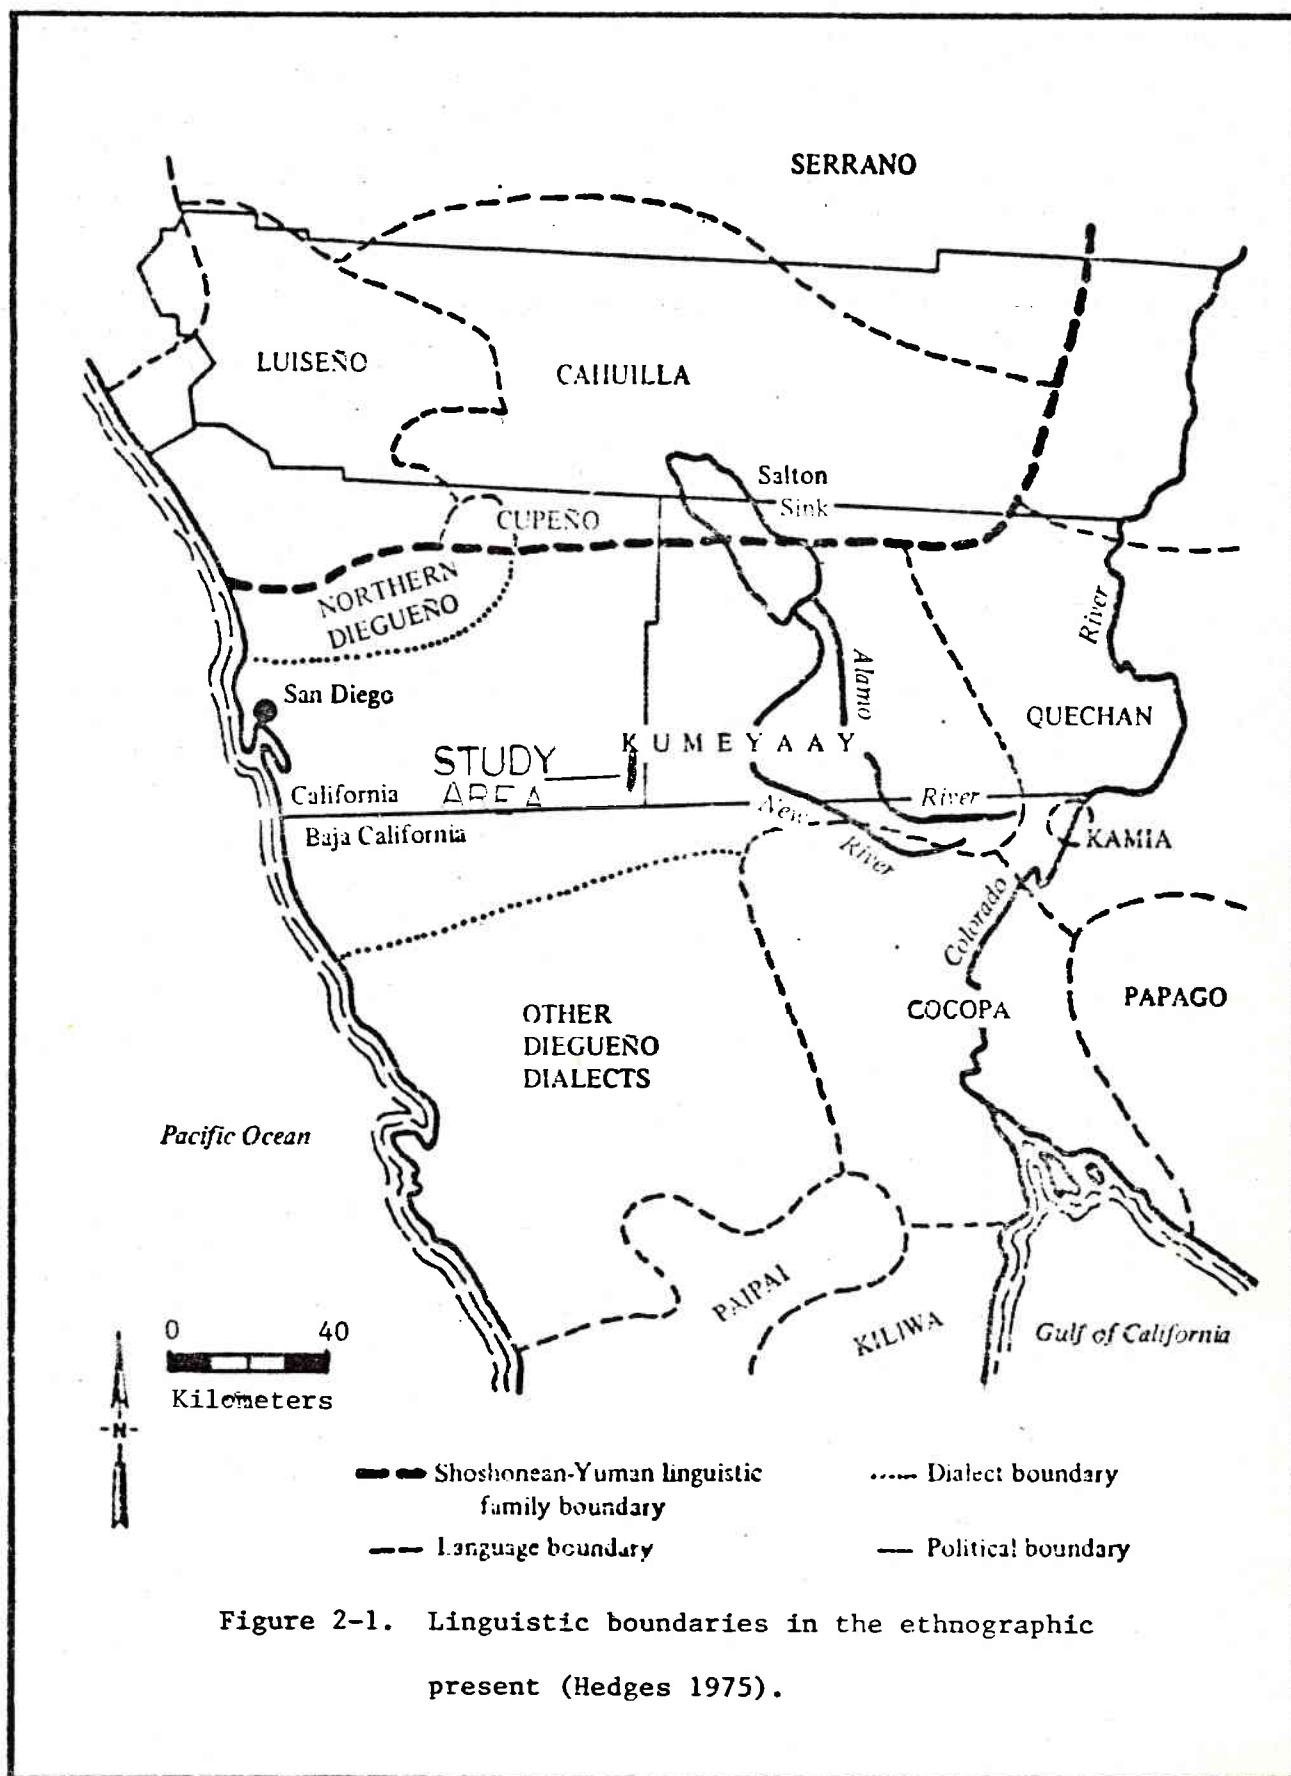 SERRANO
LUISEÑO
CAHUILLA
Salton
Sink
CUPEÑO
NORTHERN
DIEGUEÑO
River
Alamo
San Diego
QUECHAN
KUMEYAAY
STUDY
AREA
California
Baja California
New
River
River
KAMIA
Colorado
COCOPA
PAPAGO
OTHER
DIEGUEÑO
DIALECTS
Pacific Ocean
PAIPAI
KILIWA
Gulf of California
0 40
Kilometers
-N-
Shoshonean-Yuman linguistic
family boundary
Dialect boundary
Language boundary
Political boundary
Figure 2-1. Linguistic boundaries in the ethnographic
present (Hedges 1975).